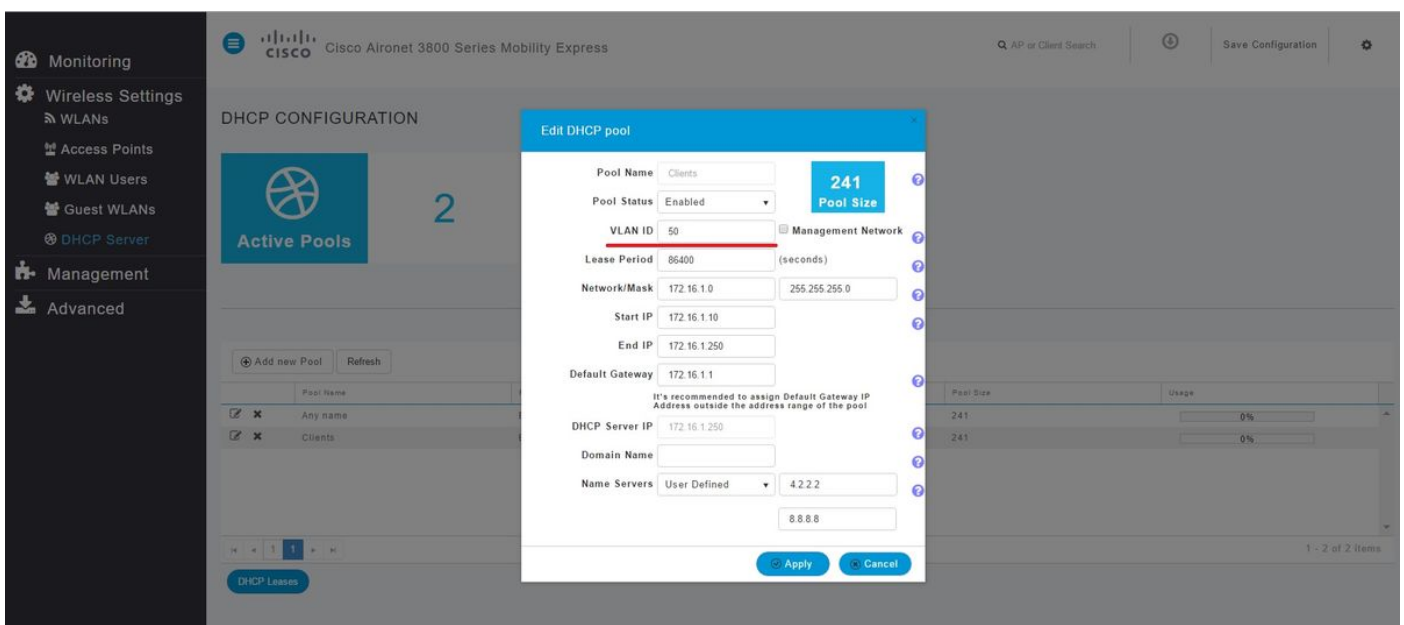 Monitoring
Wireless Settings
WLANs
Access Points
WLAN Users
Guest WLANs
DHCP Server
Management
Advanced
CISCO Cisco Aironet 3800 Series Mobility Express
AP or Client Search
Save Configuration
DHCP CONFIGURATION
Active Pools
2
Add new Pool Refresh
Pool Name Pool Size Usage
Any name 241 0%
Clients 241 0%
1 1
1 - 2 of 2 items
DHCP Leases
Edit DHCP pool
×
Pool Name Clients
241
Pool Size
Pool Status Enabled
VLAN ID 50 Management Network
Lease Period 86400 (seconds)
Network/Mask 172.16.1.0 255.255.255.0
Start IP 172.16.1.10
End IP 172.16.1.250
Default Gateway 172.16.1.1
It's recommended to assign Default Gateway IP
Address outside the address range of the pool
DHCP Server IP 172.16.1.250
Domain Name
Name Servers User Defined 4.2.2.2
8.8.8.8
Apply Cancel